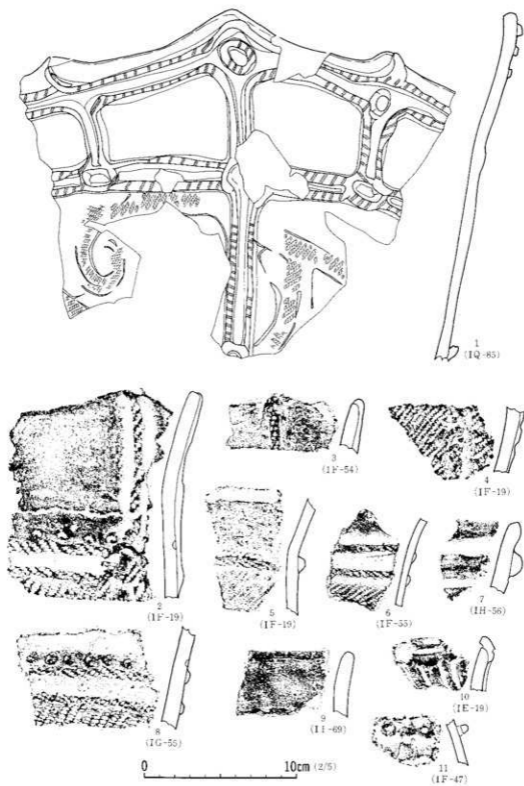 1
(IQ-85)
2
(IF-19)
3
(IF-54)
4
(IF-19)
5
(IF-19)
6
(IF-55)
7
(IH-56)
8
(IG-55)
9
(II-69)
10
(IE-19)
11
(IF-47)
0 10cm (2/5)